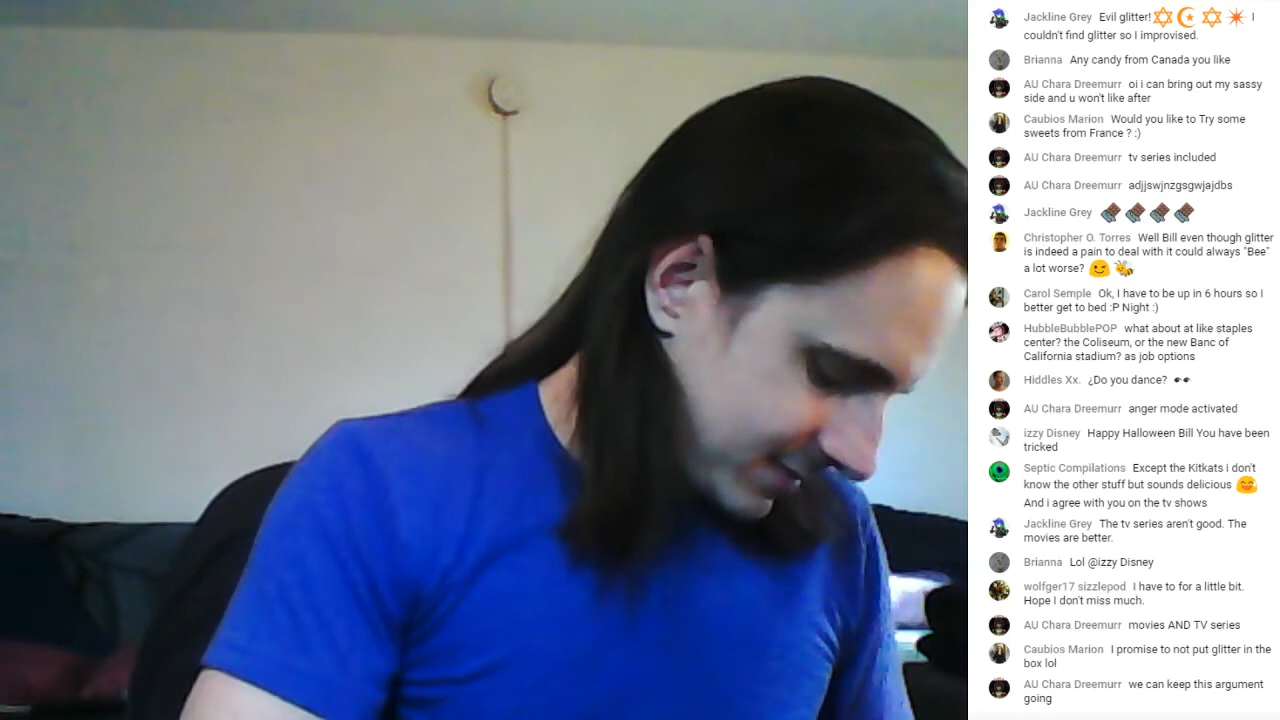 Jackline Grey Evil glitter! I
couldn't find glitter so I improvised.
Brianna Any candy from Canada you like
AU Chara Dreemurr oi i can bring out my sassy
side and u won't like after
Caubios Marion Would you like to Try some
sweets from France ? :)
AU Chara Dreemurr tv series included
AU Chara Dreemurr adjjswjnzgsgwjajdbs
Jackline Grey
Christopher O. Torres Well Bill even though glitter
is indeed a pain to deal with it could always "Bee"
a lot worse?
Carol Semple Ok, I have to be up in 6 hours so I
better get to bed :P Night :)
HubbleBubblePOP what about at like staples
center? the Coliseum, or the new Banc of
California stadium? as job options
Hiddles Xx. ¿Do you dance?
AU Chara Dreemurr anger mode activated
izzy Disney Happy Halloween Bill You have been
tricked
Septic Compilations Except the Kitkats i don't
know the other stuff but sounds delicious
And i agree with you on the tv shows
Jackline Grey The tv series aren't good. The
movies are better.
Brianna Lol @izzy Disney
wolfger17 sizzlepod I have to for a little bit.
Hope I don't miss much.
AU Chara Dreemurr movies AND TV series
Caubios Marion I promise to not put glitter in the
box lol
AU Chara Dreemurr we can keep this argument
going